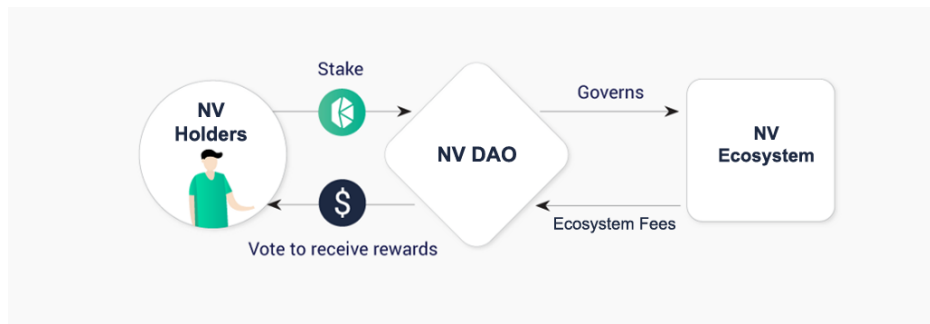 Stake
NV
Holders
NV DAO
Governs
NV
Ecosystem
$
Vote to receive rewards
Ecosystem Fees